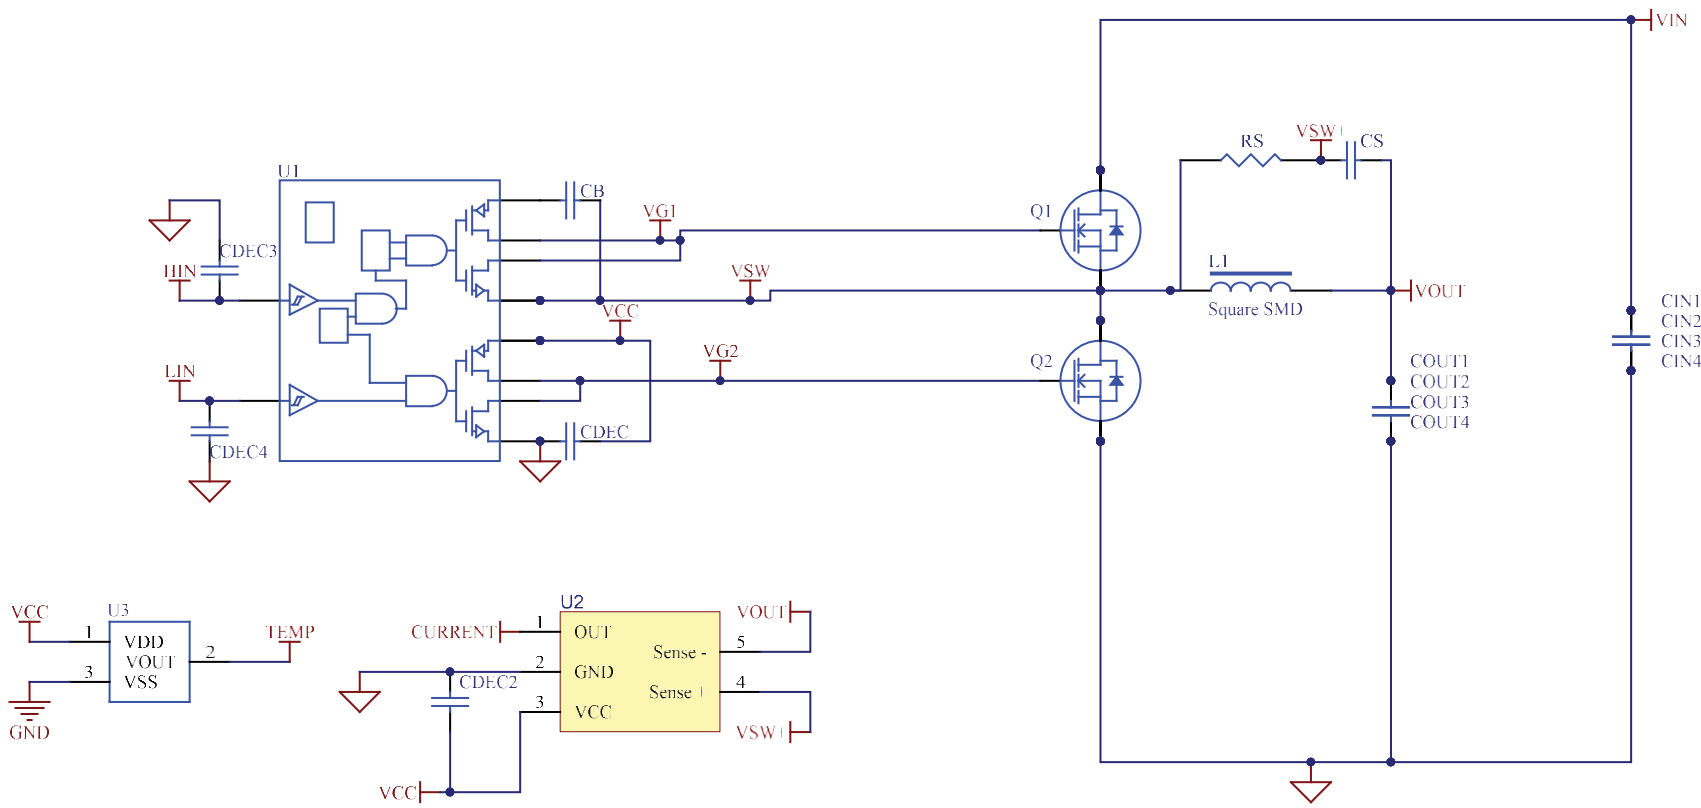 VIN
RS
VSW+
CS
U1
CB
Q1
VG1
CDEC3
HIN
VSW
L1
VOUT
Square SMD
VCC
CIN1
CIN2
CIN3
CIN4
VG2
LIN
Q2
COUT1
COUT2
COUT3
COUT4
CDEC
CDEC4
VCC
U3
1
VDD
VOUT
2
TEMP
3
VSS
GND
U2
CURRENT
1
OUT
VOUT
5
Sense -
2
GND
CDEC2
4
Sense +
3
VCC
VSW+
VCC